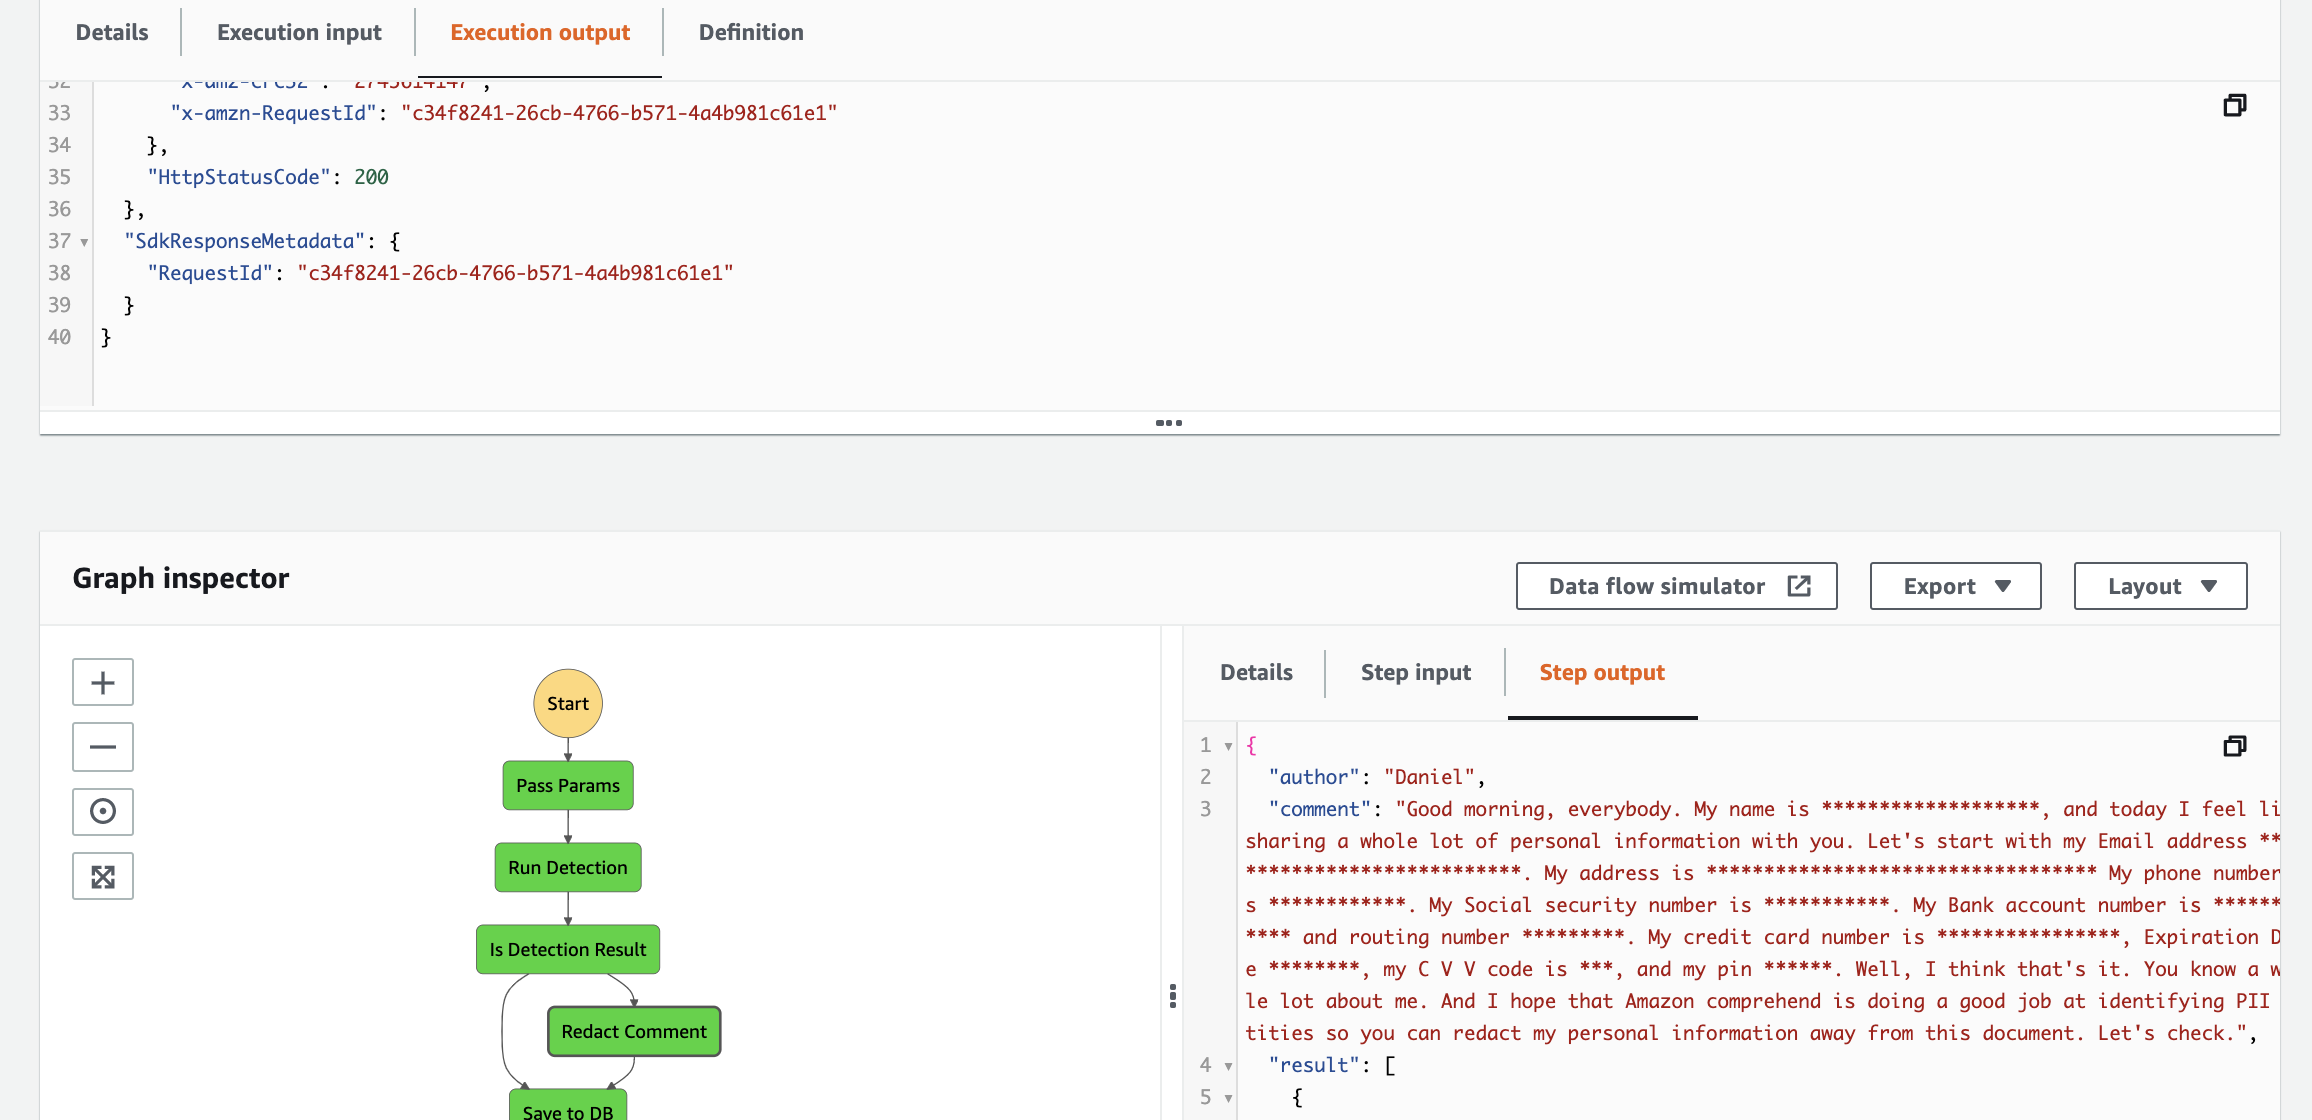 Details
Execution input
Execution output
Definition
32 "x-amz-crc32": "2745614147",
33 "x-amzn-RequestId": "c34f8241-26cb-4766-b571-4a4b981c61e1"
34 },
35 "HttpStatusCode": 200
36 },
37 "SdkResponseMetadata": {
38 "RequestId": "c34f8241-26cb-4766-b571-4a4b981c61e1"
39 }
40 }
Graph inspector
Data flow simulator
Export
Layout
Start
Pass Params
Run Detection
Is Detection Result
Redact Comment
Save to DB
Details
Step input
Step output
1 {
2 "author": "Daniel",
3 "comment": "Good morning, everybody. My name is *******************, and today I feel li
sharing a whole lot of personal information with you. Let's start with my Email address **
************************. My address is ********************************** My phone number
s ************. My Social security number is ***********. My Bank account number is ******
**** and routing number *********. My credit card number is ****************, Expiration D
e ********, my C V V code is ***, and my pin ******. Well, I think that's it. You know a w
le lot about me. And I hope that Amazon comprehend is doing a good job at identifying PII
tities so you can redact my personal information away from this document. Let's check.",
4 "result": [
5 {